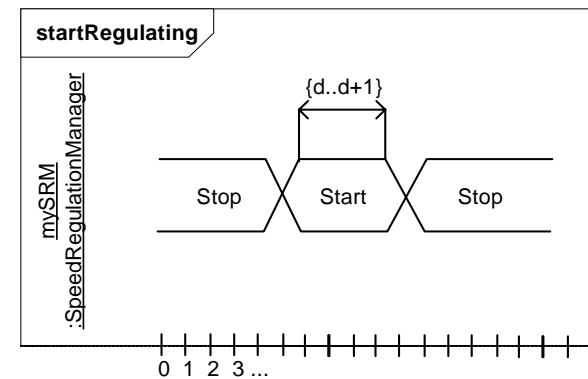 startRegulating
{d..d+1}
mySRM
:SpeedRegulationManager
Stop Start Stop
0 1 2 3 ...